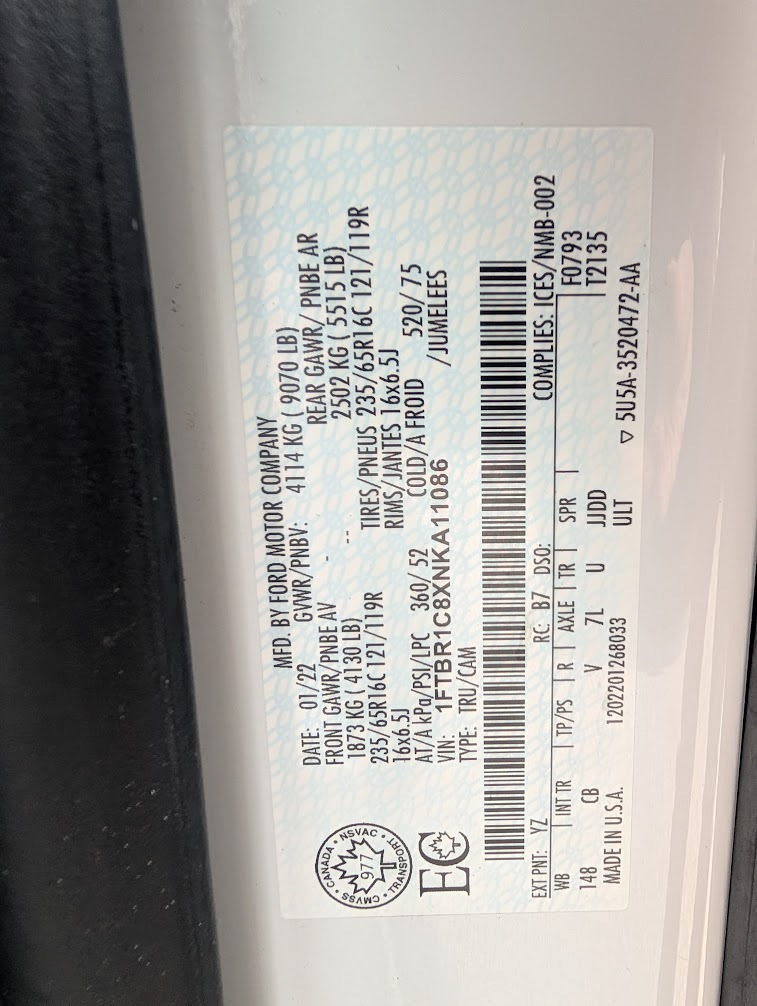 MFD. BY FORD MOTOR COMPANY
DATE: 01/22 GVWR/PNBV: 4114 KG ( 9070 LB)
FRONT GAWR/PNBE AV REAR GAWR/ PNBE AR
1873 KG ( 4130 LB) - -- 2502 KG ( 5515 LB)
235/65R16C 121/119R TIRES/PNEUS 235/65R16C 121/119R
16x6.5J RIMS/JANTES 16x6.5J
AT/A kPa/PSI/LPC 360/ 52 COLD/A FROID 520/ 75
VIN: 1FTBR1C8XNKA11086 /JUMELEES
TYPE: TRU/CAM
CANADA • NSVAC • TRANSPORT • CMVSS •
977
EC
EXT PNT: YZ RC: B7 DSO: COMPLIES: ICES/NMB-002
WB | INT TR | TP/PS | R | AXLE | TR | SPR | F0793
148 CB V 7L U JJDD T2135
MADE IN U.S.A. 1202201268033 ULT ▽ 5U5A-3520472-AA